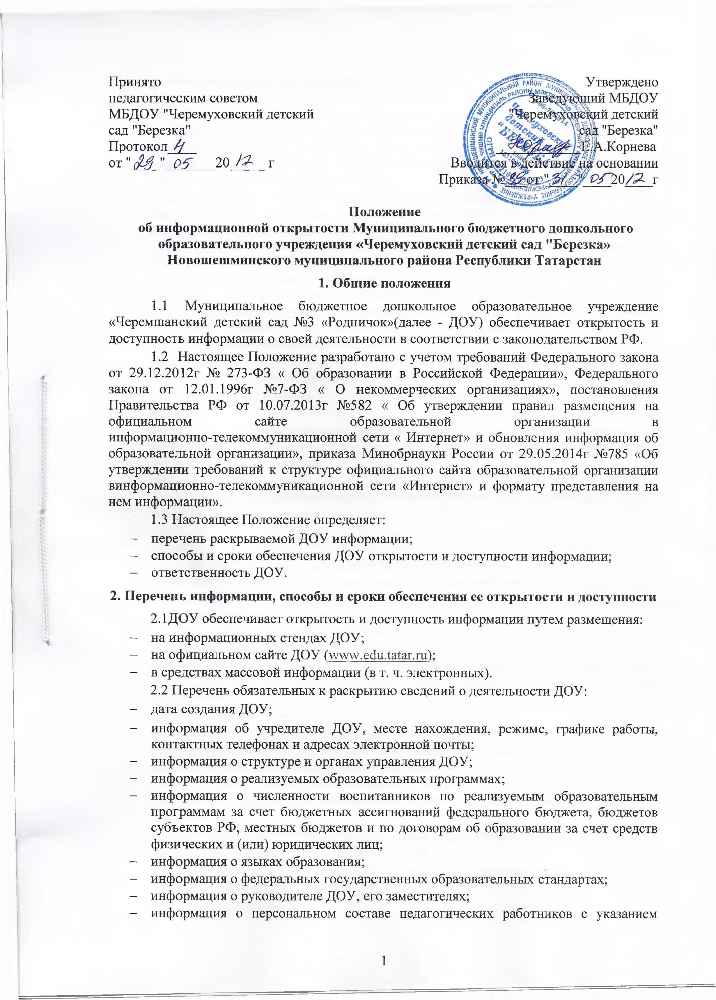 Принято
педагогическим советом
МБДОУ "Черемуховский детский
сад "Березка"
Протокол 4
от "29" 05 2017 г
Утверждено
Заведующий МБДОУ
"Черемуховский детский
сад "Березка"
Е.А.Корнева
Вводится в действие на основании
Приказа № 39 от "31" 05 2017 г
Положение
об информационной открытости Муниципального бюджетного дошкольного
образовательного учреждения «Черемуховский детский сад "Березка»
Новошешминского муниципального района Республики Татарстан
1. Общие положения
1.1 Муниципальное бюджетное дошкольное образовательное учреждение
«Черемшанский детский сад №3 «Родничок»(далее - ДОУ) обеспечивает открытость и
доступность информации о своей деятельности в соответствии с законодательством РФ.
1.2 Настоящее Положение разработано с учетом требований Федерального закона
от 29.12.2012г № 273-ФЗ « Об образовании в Российской Федерации», Федерального
закона от 12.01.1996г №7-ФЗ « О некоммерческих организациях», постановления
Правительства РФ от 10.07.2013г №582 « Об утверждении правил размещения на
официальном сайте образовательной организации в
информационно-телекоммуникационной сети « Интернет» и обновления информация об
образовательной организации», приказа Минобрнауки России от 29.05.2014г №785 «Об
утверждении требований к структуре официального сайта образовательной организации
винформационно-телекоммуникационной сети «Интернет» и формату представления на
нем информации».
1.3 Настоящее Положение определяет:
– перечень раскрываемой ДОУ информации;
– способы и сроки обеспечения ДОУ открытости и доступности информации;
– ответственность ДОУ.
2. Перечень информации, способы и сроки обеспечения ее открытости и доступности
2.1ДОУ обеспечивает открытость и доступность информации путем размещения:
– на информационных стендах ДОУ;
– на официальном сайте ДОУ (www.edu.tatar.ru);
– в средствах массовой информации (в т. ч. электронных).
2.2 Перечень обязательных к раскрытию сведений о деятельности ДОУ:
– дата создания ДОУ;
– информация об учредителе ДОУ, месте нахождения, режиме, графике работы,
контактных телефонах и адресах электронной почты;
– информация о структуре и органах управления ДОУ;
– информация о реализуемых образовательных программах;
– информация о численности воспитанников по реализуемым образовательным
программам за счет бюджетных ассигнований федерального бюджета, бюджетов
субъектов РФ, местных бюджетов и по договорам об образовании за счет средств
физических и (или) юридических лиц;
– информация о языках образования;
– информация о федеральных государственных образовательных стандартах;
– информация о руководителе ДОУ, его заместителях;
– информация о персональном составе педагогических работников с указанием
1